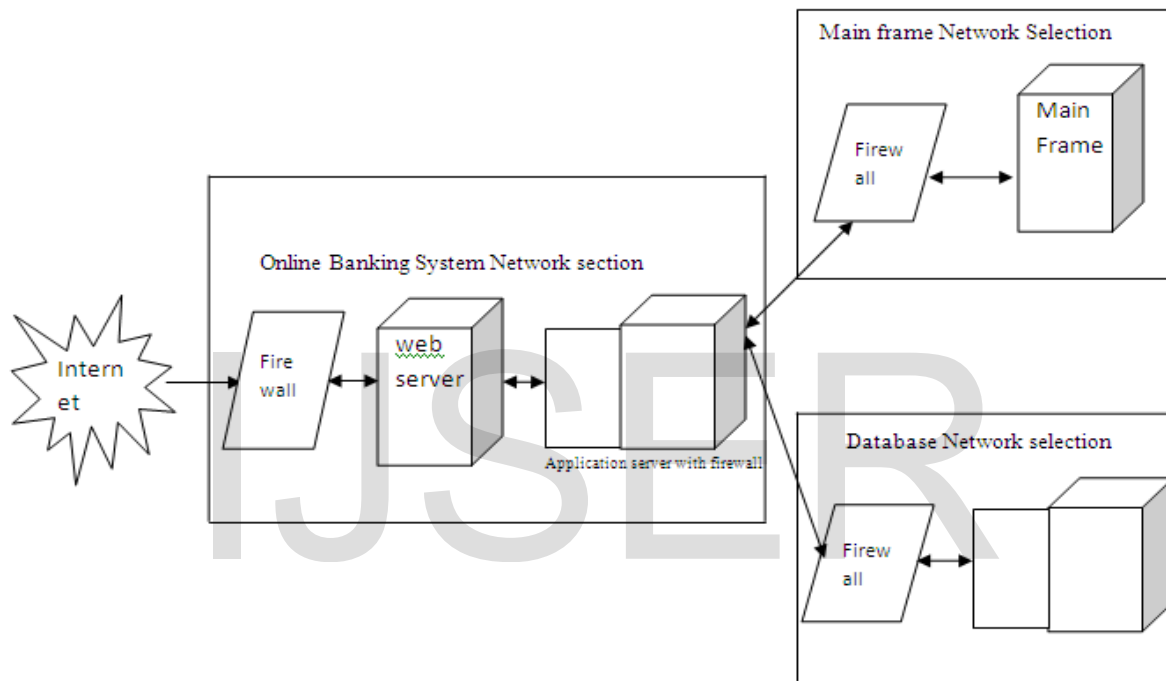 Main frame Network Selection
Main
Frame
Firew
all
Online Banking System Network section
Intern
et
Fire
wall
web
server
Application server with firewall
Database Network selection
Firew
all
IJSER